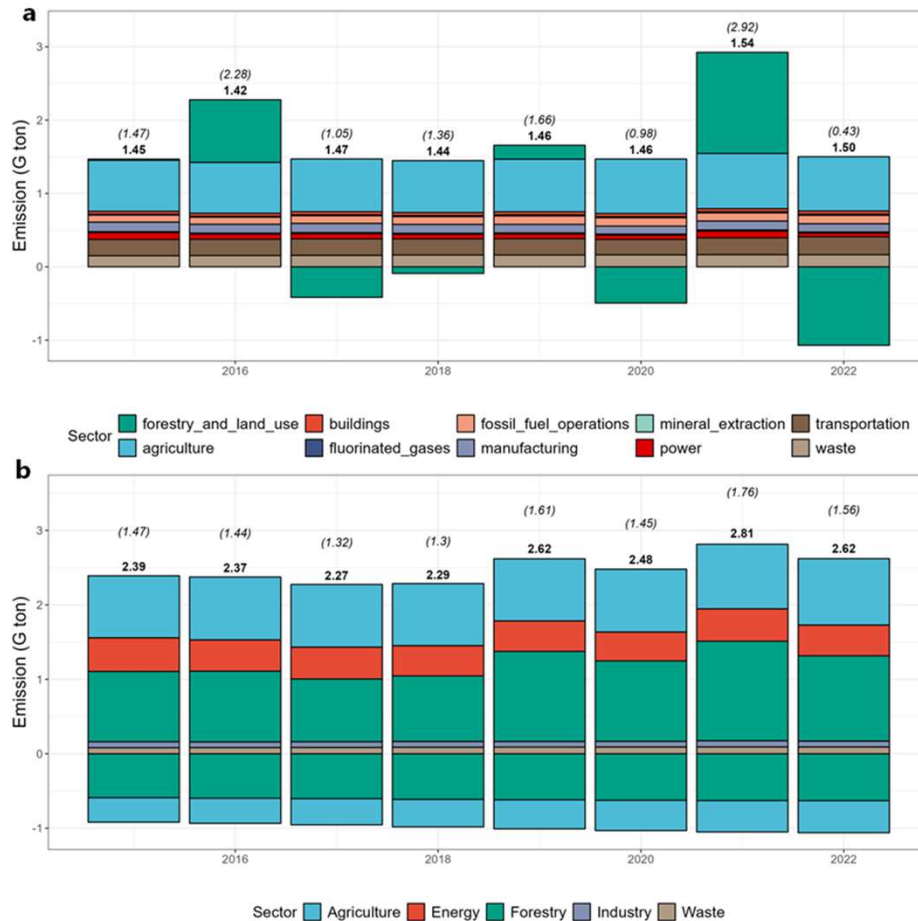 a
(2.92)
1.54
3
(2.28)
1.42
2
(1.66)
1.46
(1.47)
1.45
(1.05)
1.47
(1.36)
1.44
(0.98)
1.46
(0.43)
1.50
1
0
-1
Emission (G ton)
2016 2018 2020 2022
Sector
forestry_and_land_use buildings fossil_fuel_operations mineral_extraction transportation
agriculture fluorinated_gases manufacturing power waste
b
(1.76)
(1.61)
(1.56)
(1.47) (1.44) (1.32) (1.3) (1.45)
3
2.81
2.62 2.62
2.48
2.39 2.37 2.27 2.29
2
1
0
-1
Emission (G ton)
2016 2018 2020 2022
Sector Agriculture Energy Forestry Industry Waste